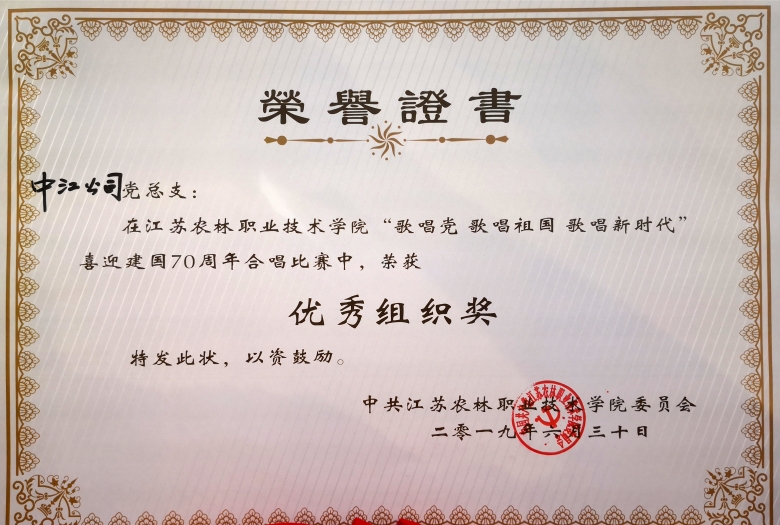 榮譽證書
中江公司党总支：
在江苏农林职业技术学院“歌唱党 歌唱祖国 歌唱新时代”
喜迎建国70周年合唱比赛中，荣获
优秀组织奖
特发此状，以资鼓励。
中共江苏农林职业技术学院委员会
二零一九年六月三十日